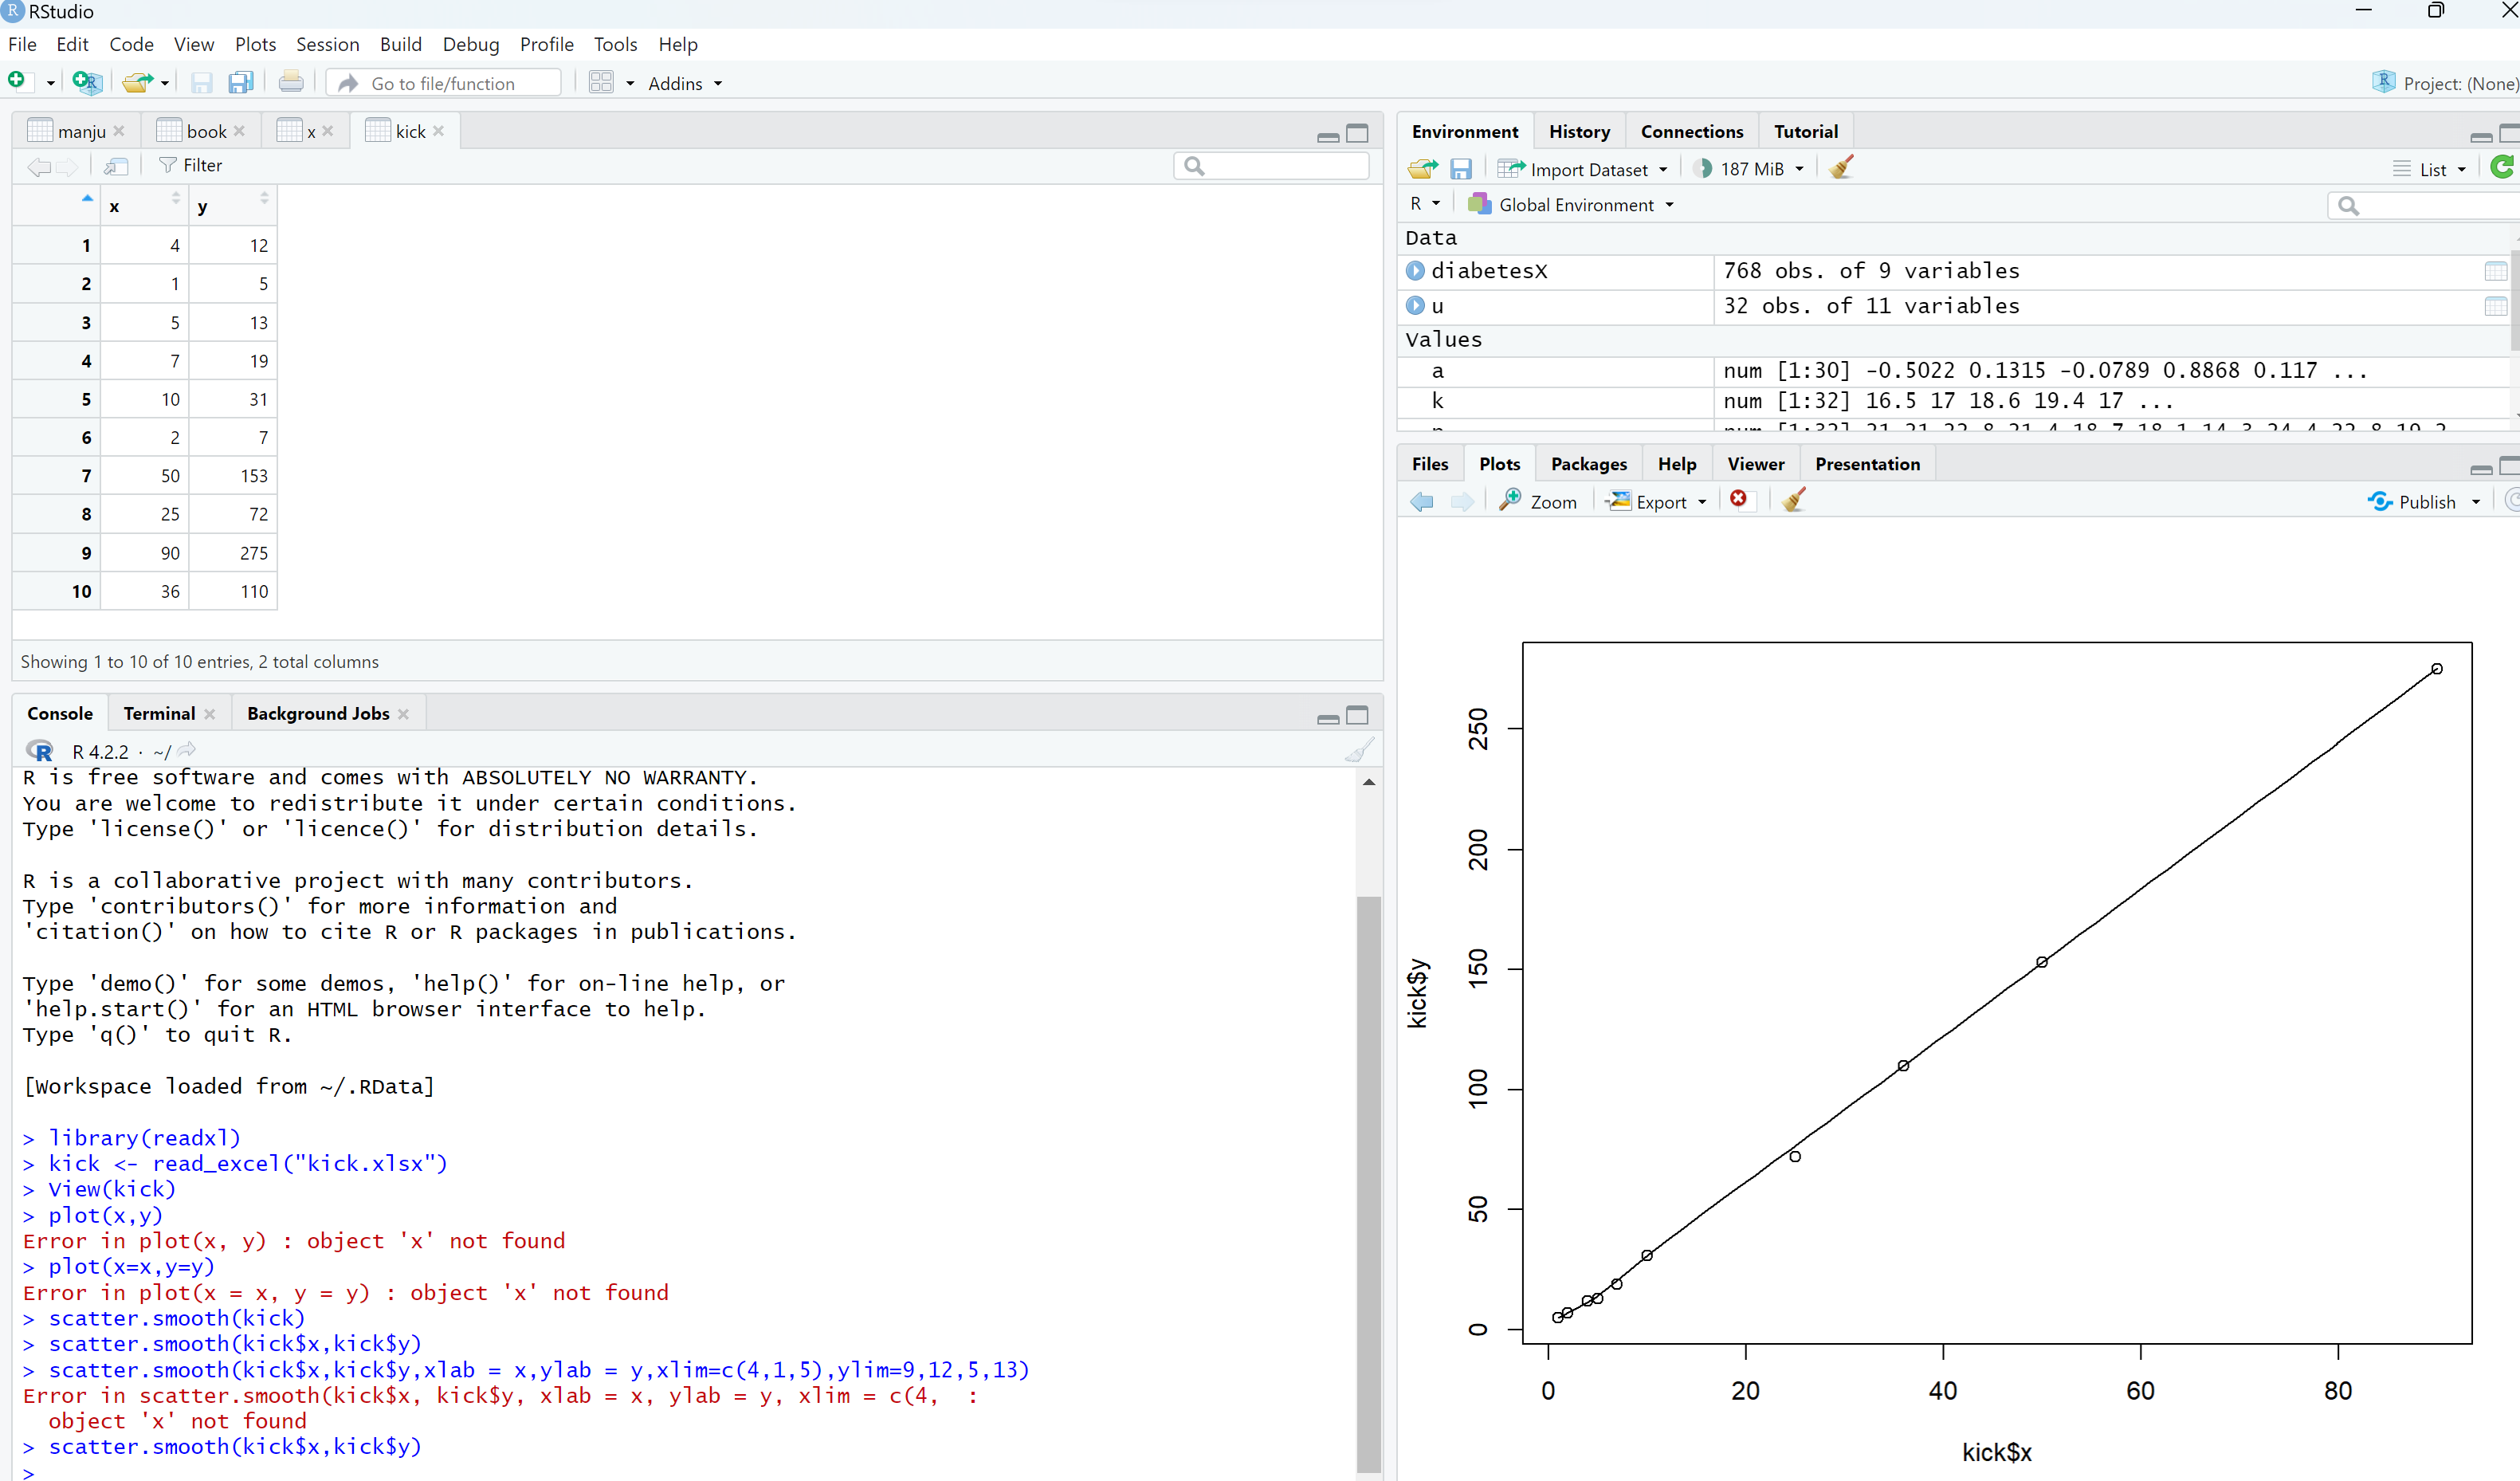 RStudio
File Edit Code View Plots Session Build Debug Profile Tools Help
Go to file/function Addins Project: (None)
manju book x kick
Filter
x y
1 4 12
2 1 5
3 5 13
4 7 19
5 10 31
6 2 7
7 50 153
8 25 72
9 90 275
10 36 110
Showing 1 to 10 of 10 entries, 2 total columns
Console Terminal Background Jobs
R 4.2.2 · ~/
R is free software and comes with ABSOLUTELY NO WARRANTY.
You are welcome to redistribute it under certain conditions.
Type 'license()' or 'licence()' for distribution details.
R is a collaborative project with many contributors.
Type 'contributors()' for more information and
'citation()' on how to cite R or R packages in publications.
Type 'demo()' for some demos, 'help()' for on-line help, or
'help.start()' for an HTML browser interface to help.
Type 'q()' to quit R.
[Workspace loaded from ~/.RData]
> library(readxl)
> kick <- read_excel("kick.xlsx")
> View(kick)
> plot(x,y)
Error in plot(x, y) : object 'x' not found
> plot(x=x,y=y)
Error in plot(x = x, y = y) : object 'x' not found
> scatter.smooth(kick)
> scatter.smooth(kick$x,kick$y)
> scatter.smooth(kick$x,kick$y,xlab = x,ylab = y,xlim=c(4,1,5),ylim=9,12,5,13)
Error in scatter.smooth(kick$x, kick$y, xlab = x, ylab = y, xlim = c(4,  :
object 'x' not found
> scatter.smooth(kick$x,kick$y)
>
Environment History Connections Tutorial
Import Dataset 187 MiB List
R Global Environment
Data
diabetesX 768 obs. of 9 variables
u 32 obs. of 11 variables
Values
a num [1:30] -0.5022 0.1315 -0.0789 0.8868 0.117 ...
k num [1:32] 16.5 17 18.6 19.4 17 ...
Files Plots Packages Help Viewer Presentation
Zoom Export Publish
250
200
150
100
50
0
kick$y
0 20 40 60 80
kick$x